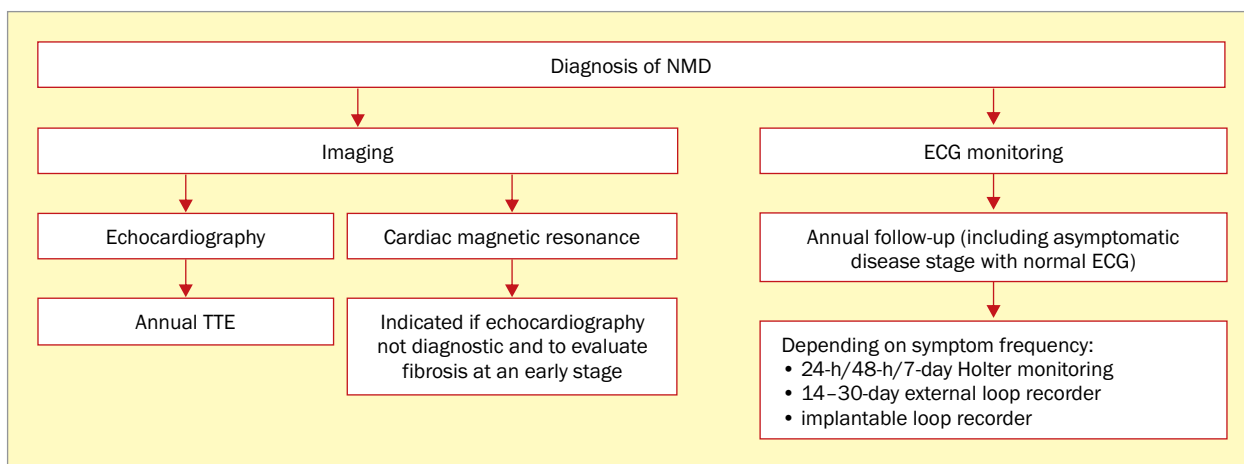 Diagnosis of NMD
Imaging
ECG monitoring
Echocardiography
Cardiac magnetic resonance
Annual follow-up (including asymptomatic
disease stage with normal ECG)
Annual TTE
Indicated if echocardiography
not diagnostic and to evaluate
fibrosis at an early stage
Depending on symptom frequency:
• 24-h/48-h/7-day Holter monitoring
• 14–30-day external loop recorder
• implantable loop recorder